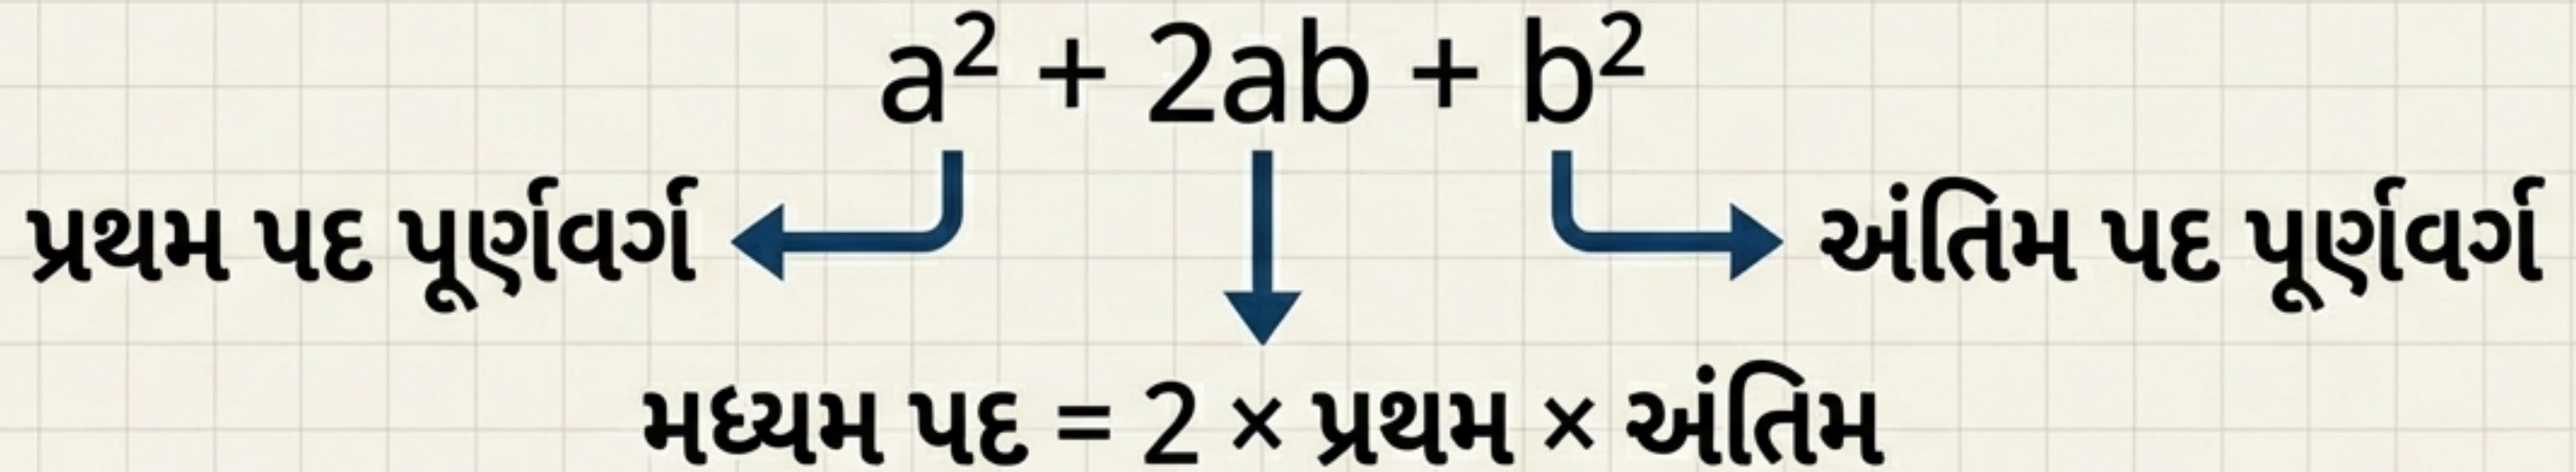 a² + 2ab + b²
પ્રથમ પદ પૂર્ણવર્ગ
અંતિમ પદ પૂર્ણવર્ગ
મધ્યમ પદ = 2 × પ્રથમ × અંતિમ